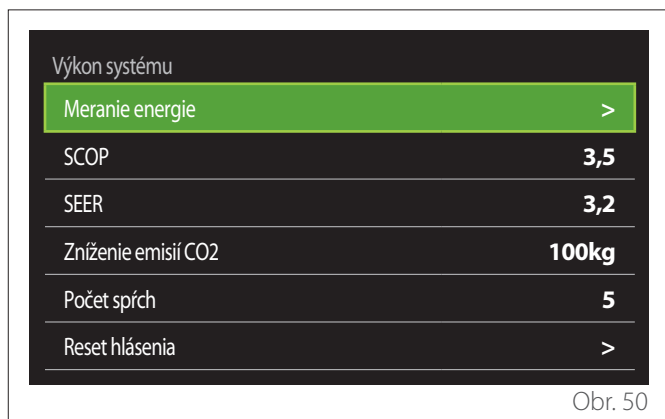 Výkon systému
Meranie energie >
SCOP 3,5
SEER 3,2
Zníženie emisií CO2 100kg
Počet spŕch 5
Reset hlásenia >
Obr. 50